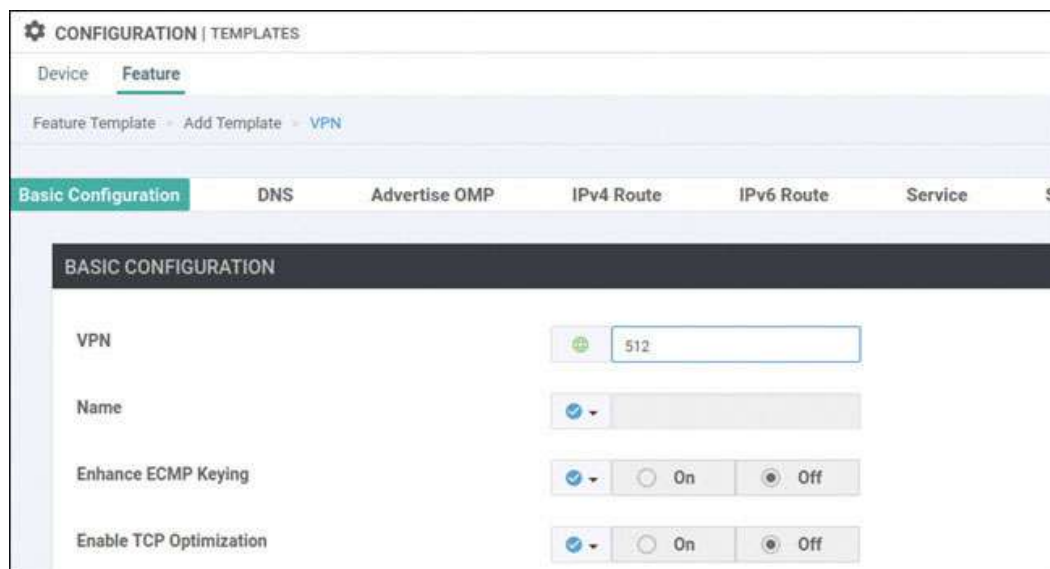 CONFIGURATION | TEMPLATES
Device Feature
Feature Template Add Template VPN
Basic Configuration DNS Advertise OMP IPv4 Route IPv6 Route Service
BASIC CONFIGURATION
VPN 512
Name
Enhance ECMP Keying On Off
Enable TCP Optimization On Off